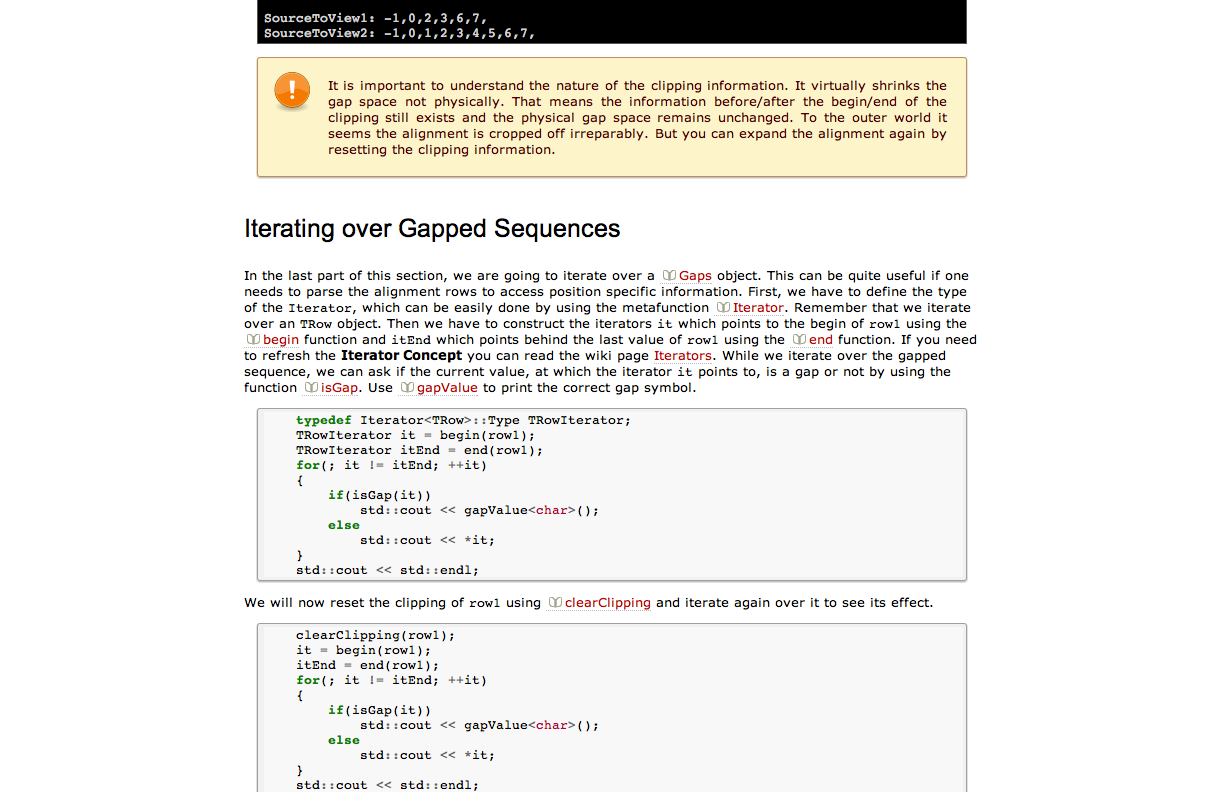 SourceToView1: -1,0,2,3,6,7,
SourceToView2: -1,0,1,2,3,4,5,6,7,
It is important to understand the nature of the clipping information. It virtually shrinks the
gap space not physically. That means the information before/after the begin/end of the
clipping still exists and the physical gap space remains unchanged. To the outer world it
seems the alignment is cropped off irreparably. But you can expand the alignment again by
resetting the clipping information.
Iterating over Gapped Sequences
In the last part of this section, we are going to iterate over a Gaps object. This can be quite useful if one
needs to parse the alignment rows to access position specific information. First, we have to define the type
of the Iterator, which can be easily done by using the metafunction Iterator. Remember that we iterate
over an TRow object. Then we have to construct the iterators it which points to the begin of row1 using the
begin function and itEnd which points behind the last value of row1 using the end function. If you need
to refresh the Iterator Concept you can read the wiki page Iterators. While we iterate over the gapped
sequence, we can ask if the current value, at which the iterator it points to, is a gap or not by using the
function isGap. Use gapValue to print the correct gap symbol.
typedef Iterator<TRow>::Type TRowIterator;
TRowIterator it = begin(row1);
TRowIterator itEnd = end(row1);
for(; it != itEnd; ++it)
{
if(isGap(it))
std::cout << gapValue<char>();
else
std::cout << *it;
}
std::cout << std::endl;
We will now reset the clipping of row1 using clearClipping and iterate again over it to see its effect.
clearClipping(row1);
it = begin(row1);
itEnd = end(row1);
for(; it != itEnd; ++it)
{
if(isGap(it))
std::cout << gapValue<char>();
else
std::cout << *it;
}
std::cout << std::endl;